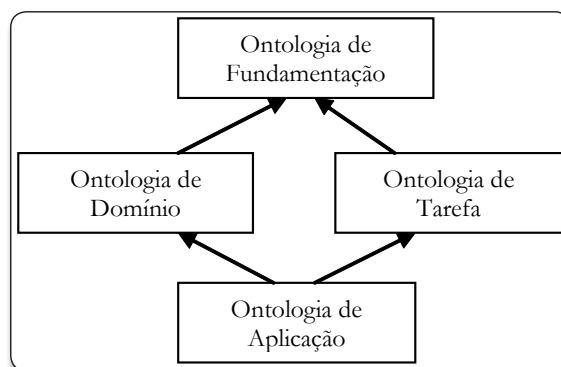 Ontologia de
Fundamentação
Ontologia de
Domínio
Ontologia de
Tarefa
Ontologia de
Aplicação